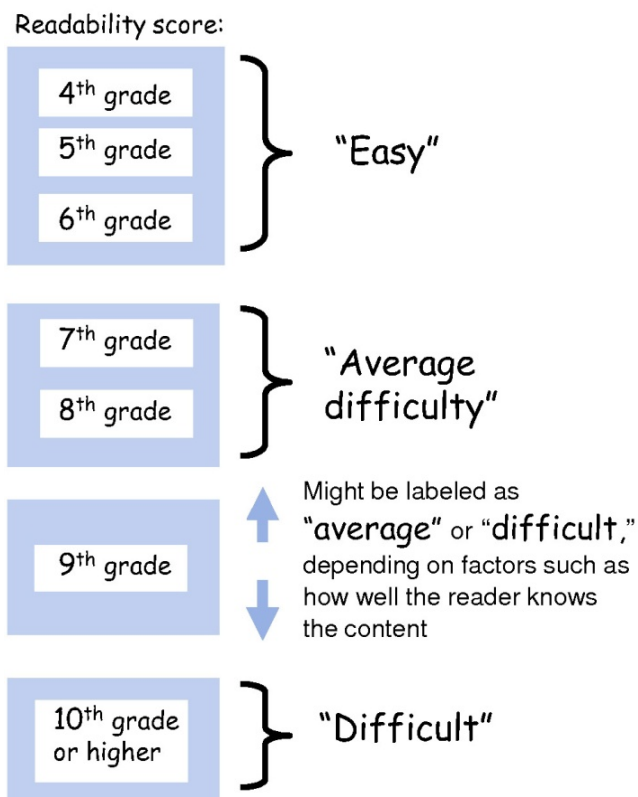 Readability score:
4th grade
5th grade
6th grade
"Easy"
7th grade
8th grade
"Average
difficulty"
9th grade
Might be labeled as
"average" or "difficult,"
depending on factors such as
how well the reader knows
the content
10th grade
or higher
"Difficult"